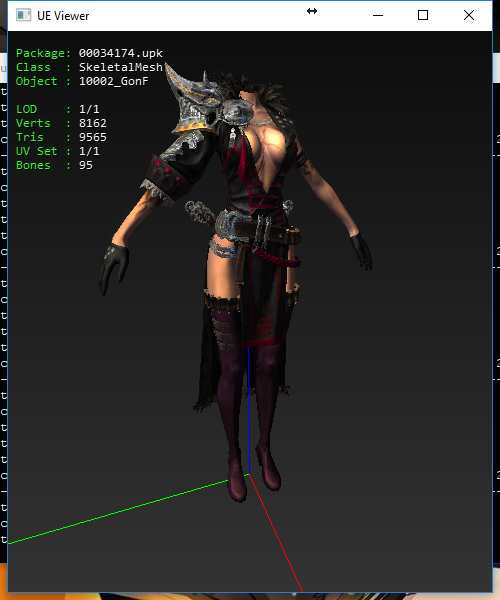 UE Viewer
Package: 00034174.upk
Class : SkeletalMesh
Object : 10002_GonF
LOD : 1/1
Verts : 8162
Tris : 9565
UV Set : 1/1
Bones : 95